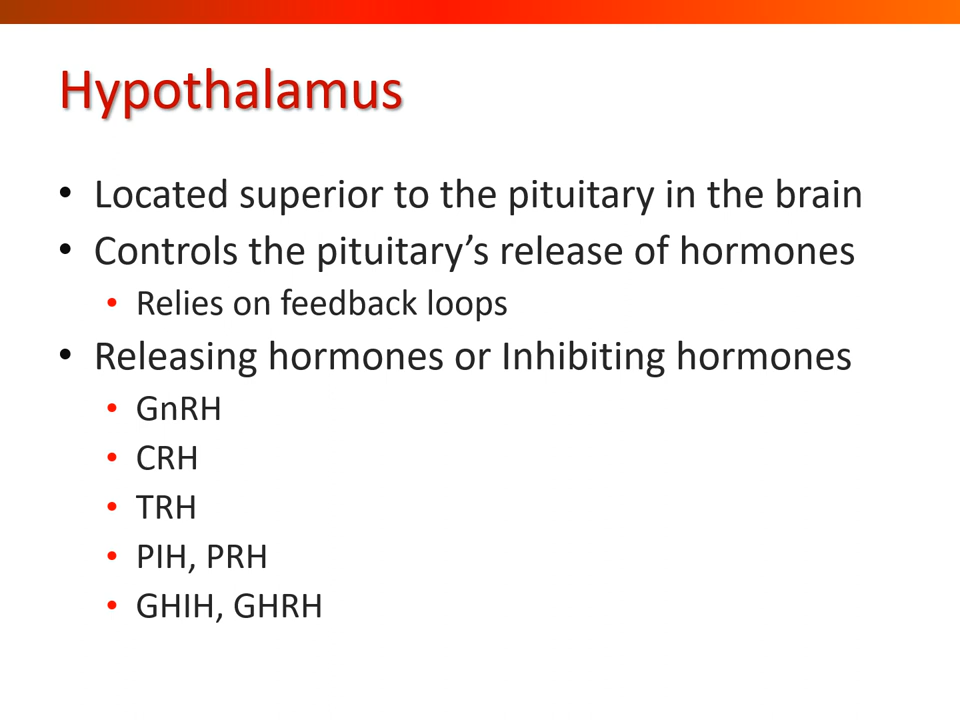 Hypothalamus
• Located superior to the pituitary in the brain
• Controls the pituitary’s release of hormones
• Relies on feedback loops
• Releasing hormones or Inhibiting hormones
• GnRH
• CRH
• TRH
• PIH, PRH
• GHIH, GHRH